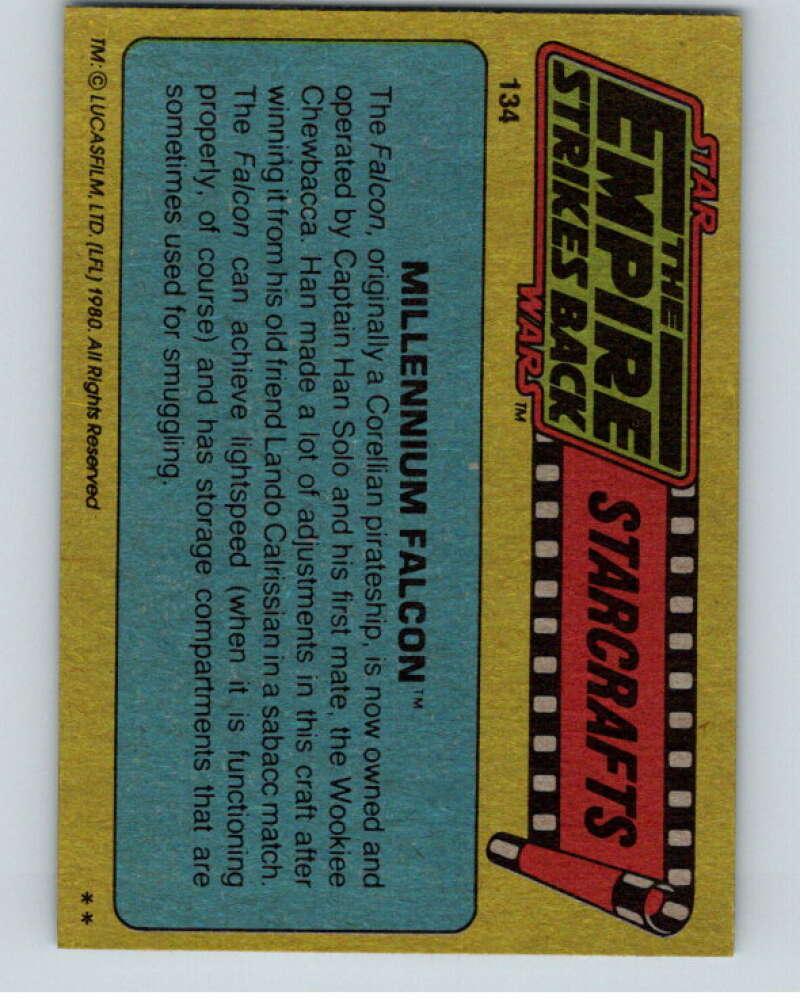 STAR
THE
EMPIRE
STRIKES BACK
WARS™
STARCRAFTS
134
MILLENNIUM FALCON™
The Falcon, originally a Corellian pirateship, is now owned and
operated by Captain Han Solo and his first mate, the Wookiee
Chewbacca. Han made a lot of adjustments in this craft after
winning it from his old friend Lando Calrissian in a sabacc match.
The Falcon can achieve lightspeed (when it is functioning
properly, of course) and has storage compartments that are
sometimes used for smuggling.
TM: © LUCASFILM, LTD. (LFL) 1980. All Rights Reserved
**